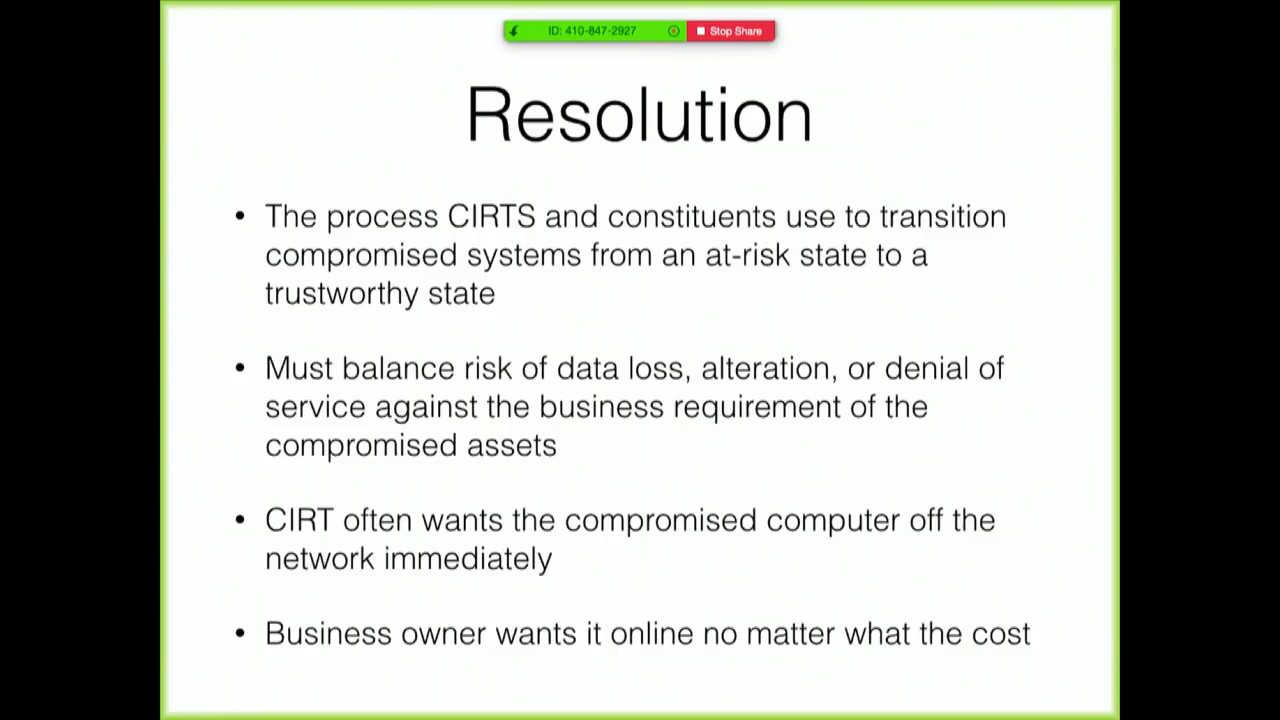 ID: 410-847-2927
Stop Share
Resolution
• The process CIRTS and constituents use to transition
compromised systems from an at-risk state to a
trustworthy state
• Must balance risk of data loss, alteration, or denial of
service against the business requirement of the
compromised assets
• CIRT often wants the compromised computer off the
network immediately
• Business owner wants it online no matter what the cost